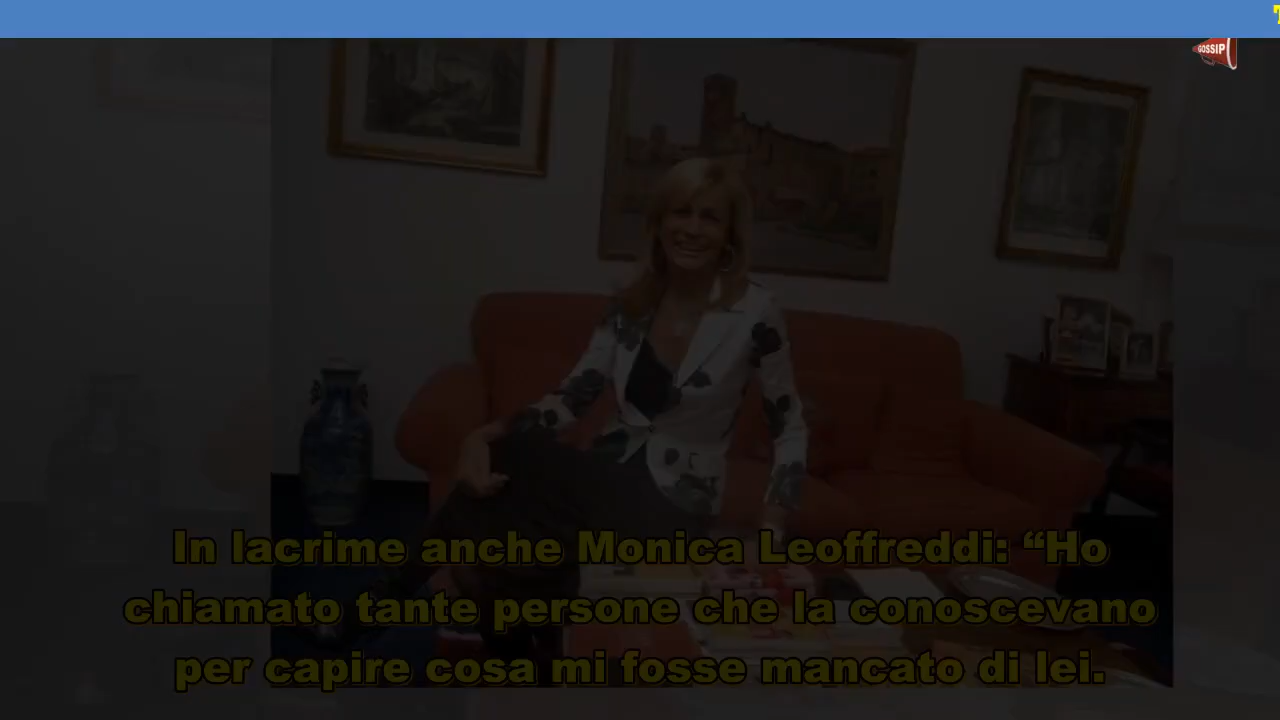 GOSSIP
In lacrime anche Monica Leoffreddi: “Ho
chiamato tante persone che la conoscevano
per capire cosa mi fosse mancato di lei.